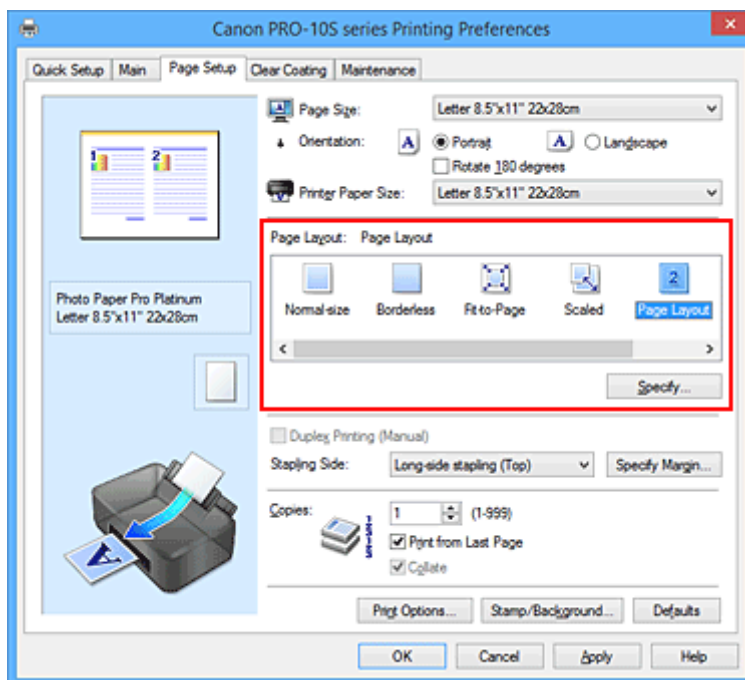 Canon PRO-10S series Printing Preferences
Quick Setup Main Page Setup Clear Coating Maintenance
1 2
Photo Paper Pro Platinum
Letter 8.5"x11" 22x28cm
Page Size: Letter 8.5"x11" 22x28cm
Orientation: A Portrait A Landscape
Rotate 180 degrees
Printer Paper Size: Letter 8.5"x11" 22x28cm
Page Layout: Page Layout
2
Normal-size Borderless Fit-to-Page Scaled Page Layout
Specify...
Duplex Printing (Manual)
Stapling Side: Long-side stapling (Top) Specify Margin...
Copies: 1 (1-999)
Print from Last Page
Collate
A
Print Options... Stamp/Background... Defaults
OK Cancel Apply Help